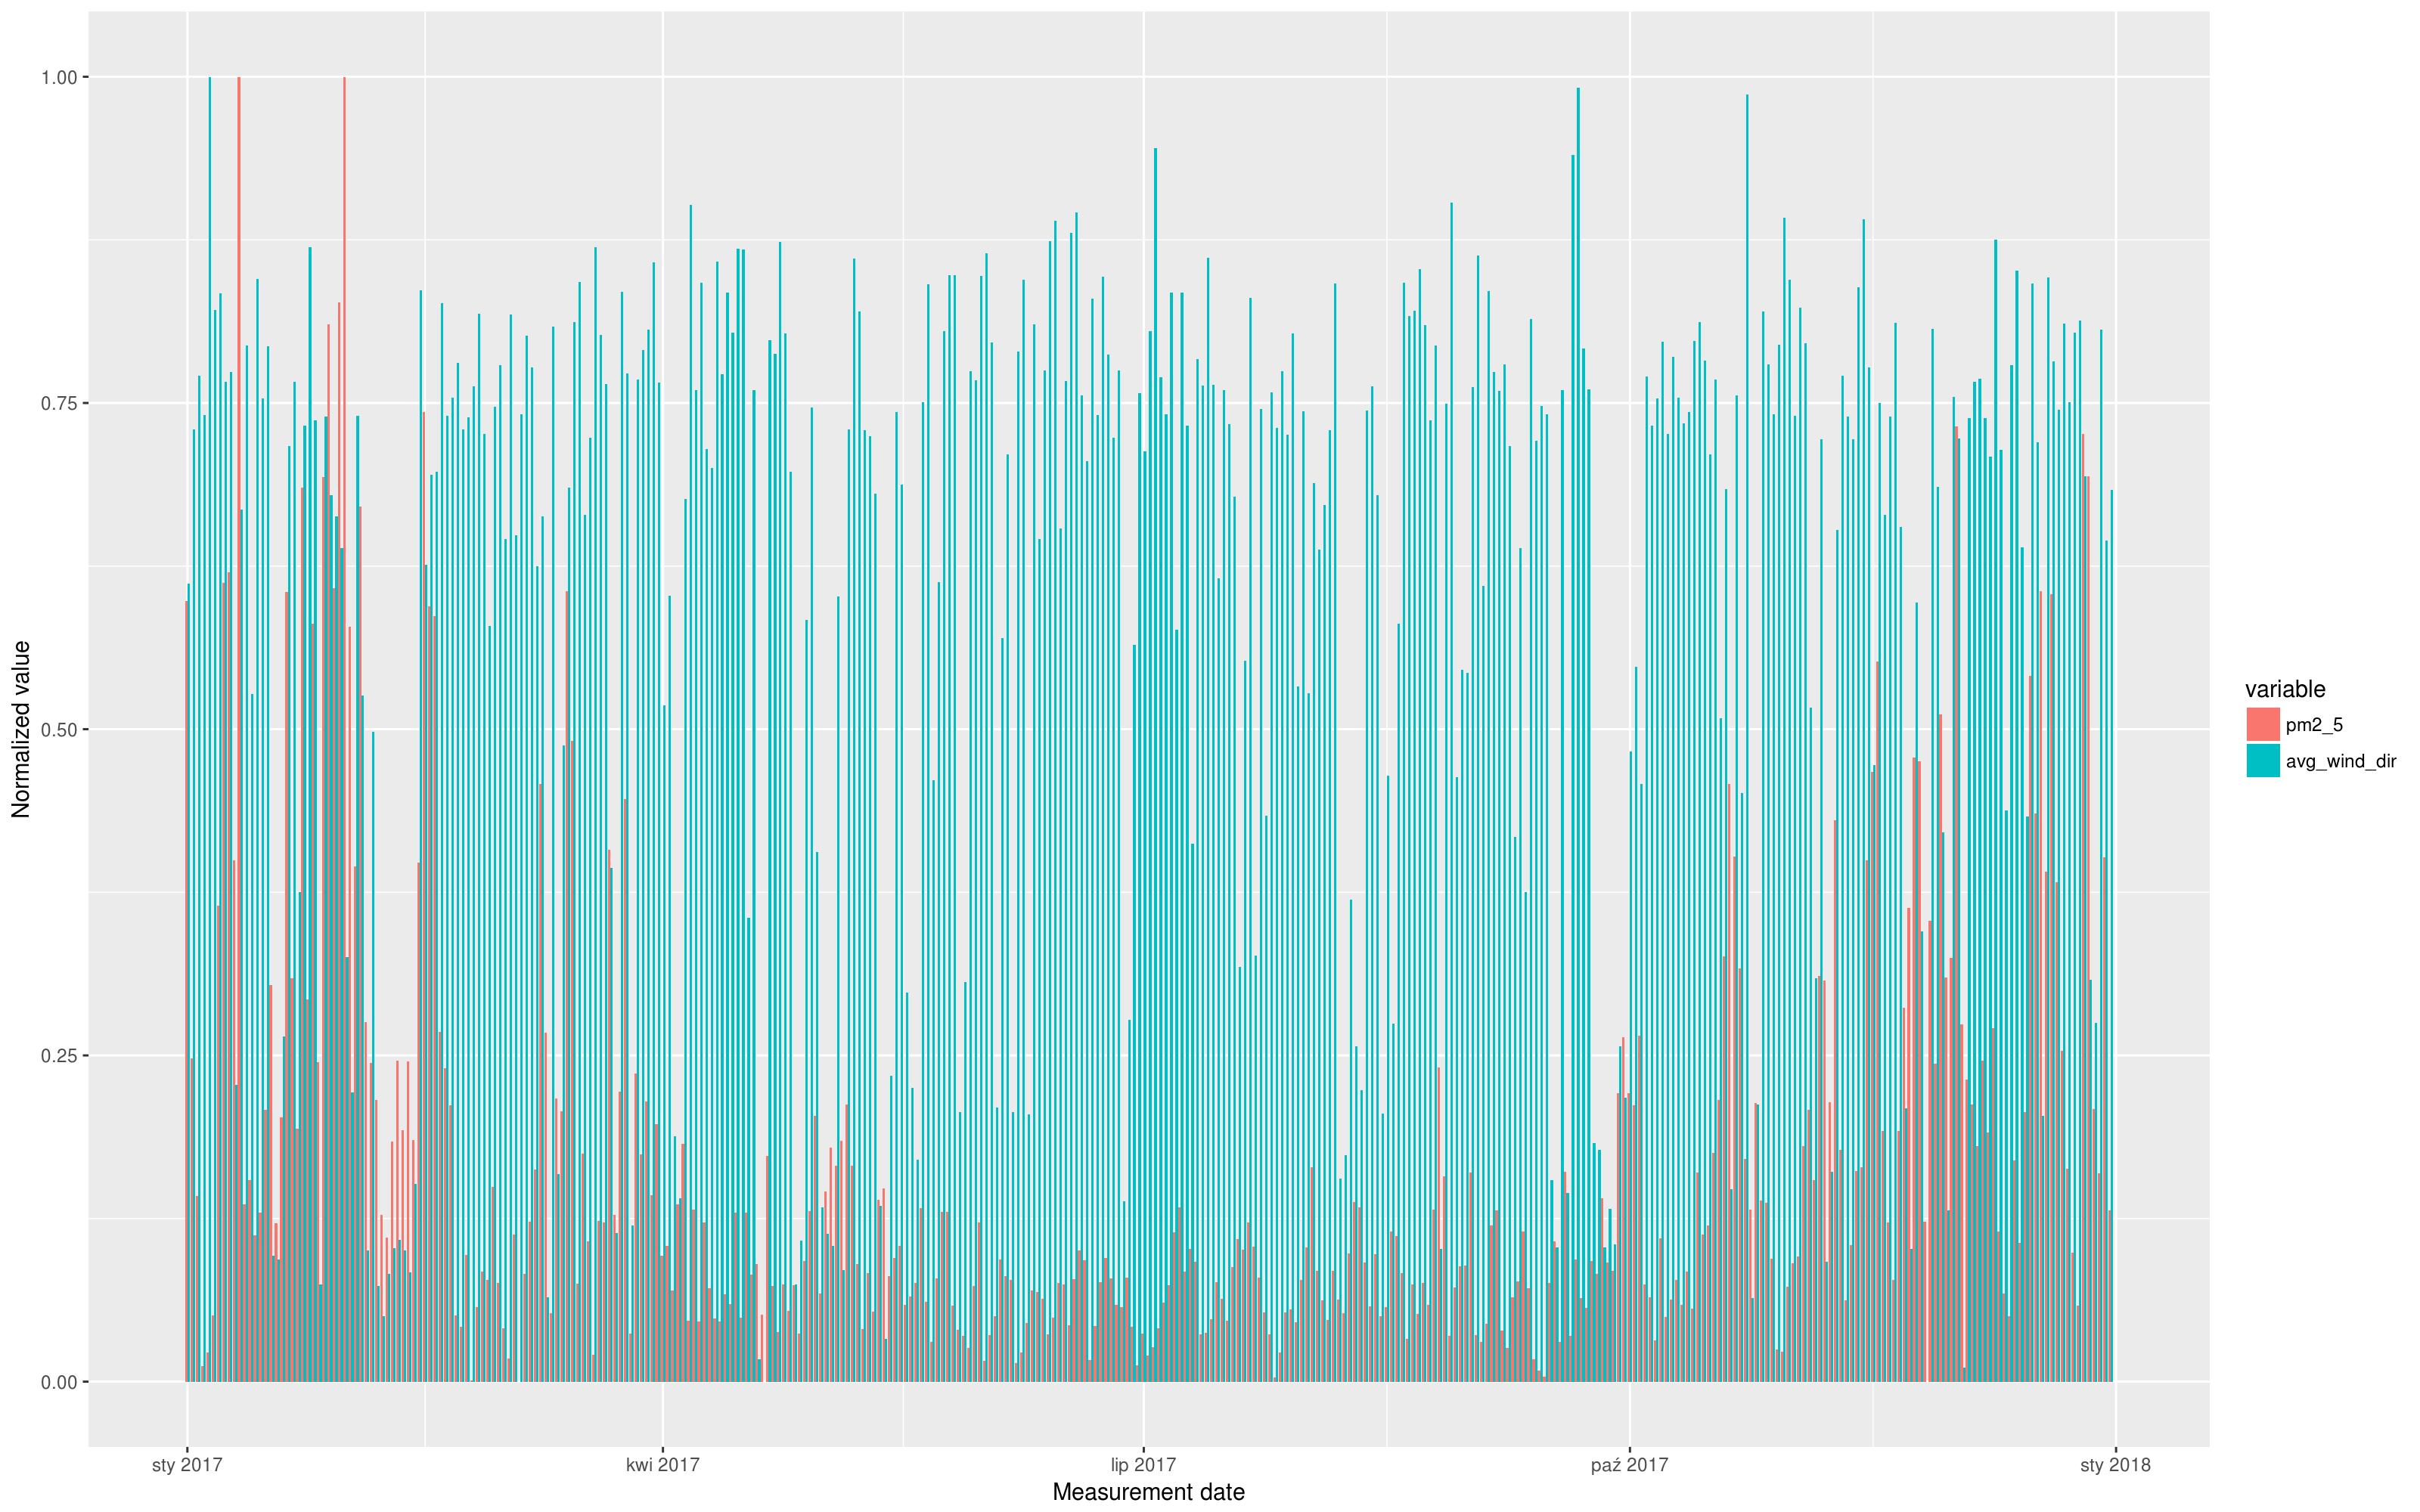 1.00
0.75
0.50
0.25
0.00
Normalized value
sty 2017
kwi 2017
lip 2017
paź 2017
sty 2018
Measurement date
variable
pm2_5
avg_wind_dir